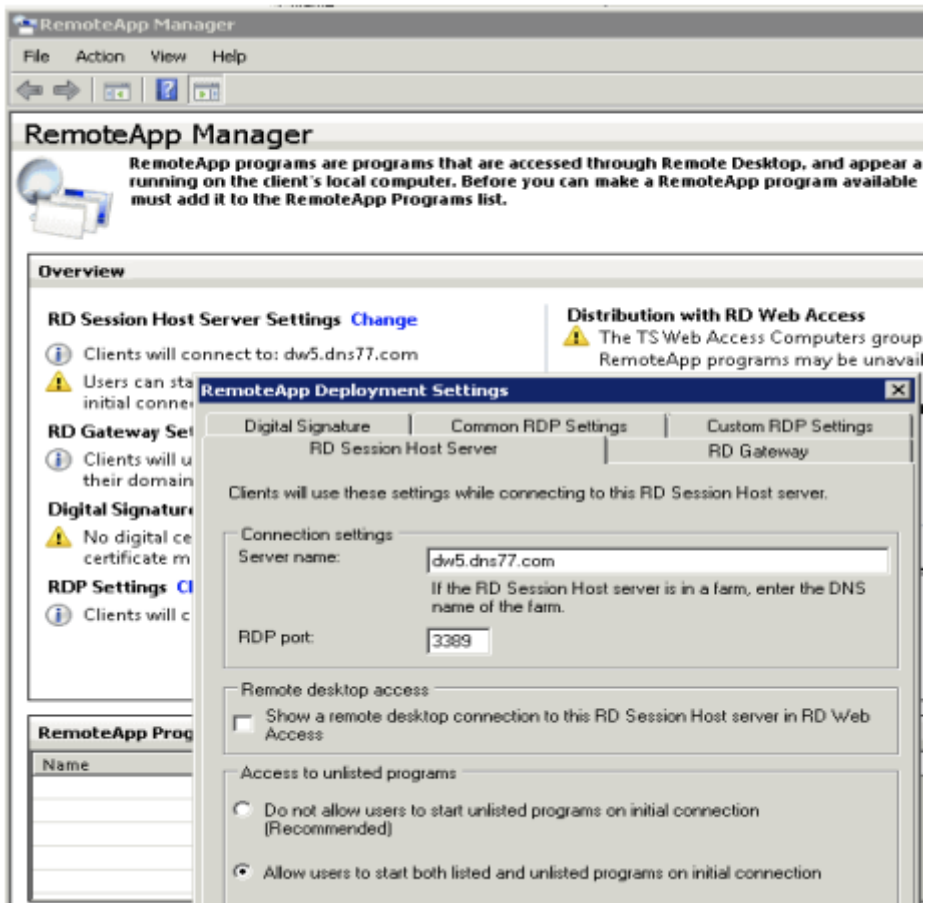 RemoteApp Manager
File Action View Help
RemoteApp Manager
RemoteApp programs are programs that are accessed through Remote Desktop, and appear a
running on the client's local computer. Before you can make a RemoteApp program available
must add it to the RemoteApp Programs list.
Overview
RD Session Host Server Settings Change
Clients will connect to: dw5.dns77.com
Users can sta
initial conne
RD Gateway Set
Clients will u
their domain
Digital Signatur
No digital ce
certificate m
RDP Settings Cl
Clients will c
Distribution with RD Web Access
The TS Web Access Computers group
RemoteApp programs may be unavail
RemoteApp Prog
Name
RemoteApp Deployment Settings
Digital Signature Common RDP Settings Custom RDP Settings
RD Session Host Server RD Gateway
Clients will use these settings while connecting to this RD Session Host server.
Connection settings
Server name: dw5.dns77.com
If the RD Session Host server is in a farm, enter the DNS
name of the farm.
RDP port: 3389
Remote desktop access
Show a remote desktop connection to this RD Session Host server in RD Web
Access
Access to unlisted programs
Do not allow users to start unlisted programs on initial connection
(Recommended)
Allow users to start both listed and unlisted programs on initial connection